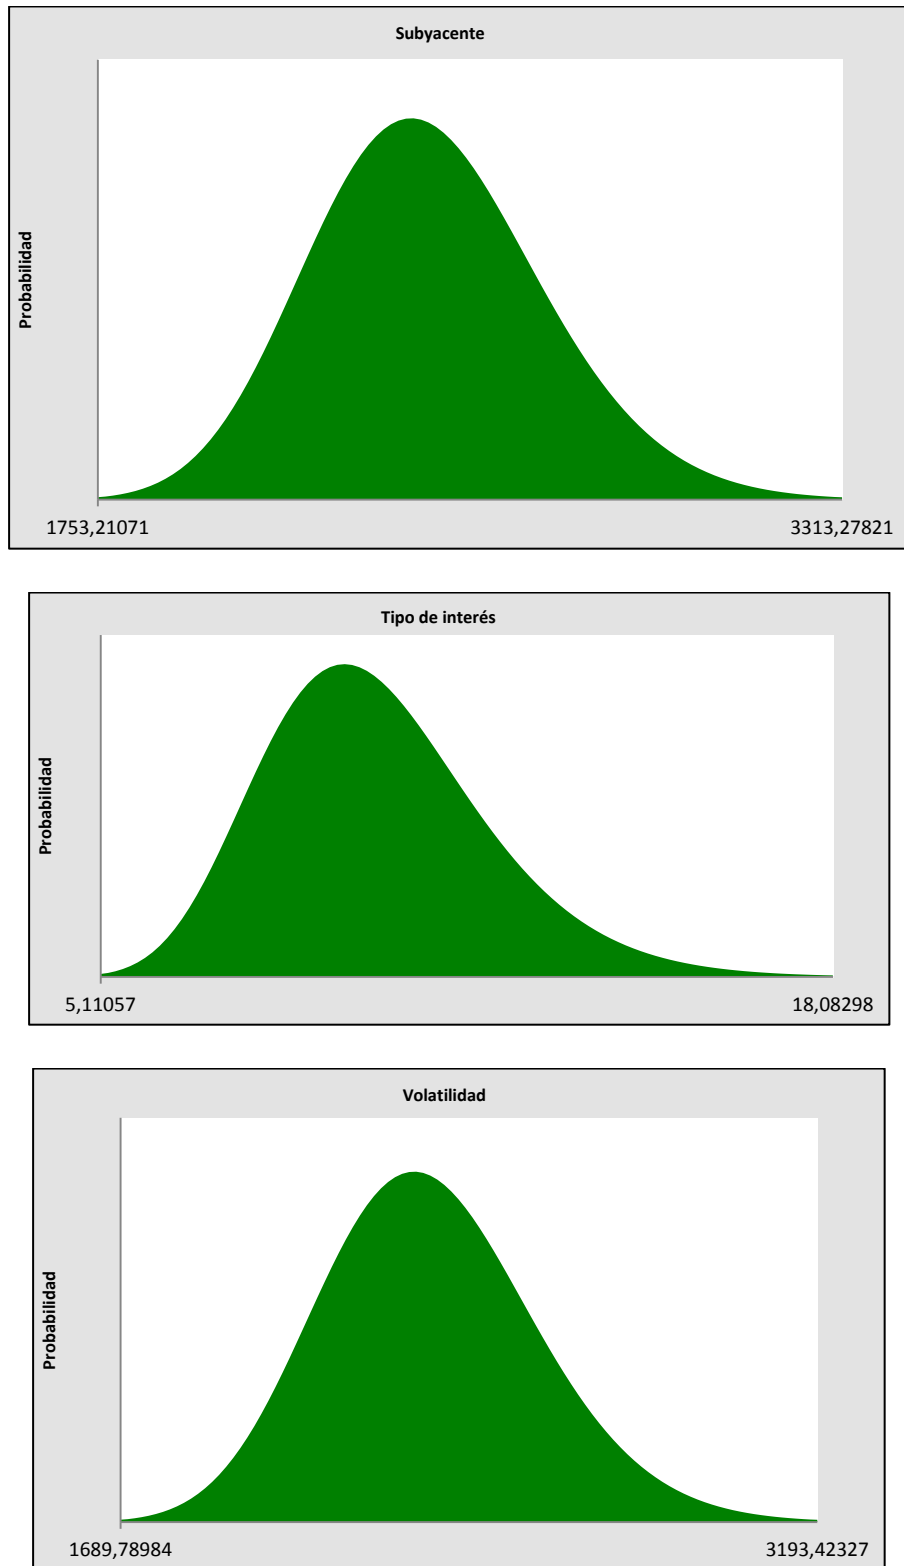 Subyacente
Probabilidad
1753,21071
3313,27821
Tipo de interés
Probabilidad
5,11057
18,08298
Volatilidad
Probabilidad
1689,78984
3193,42327